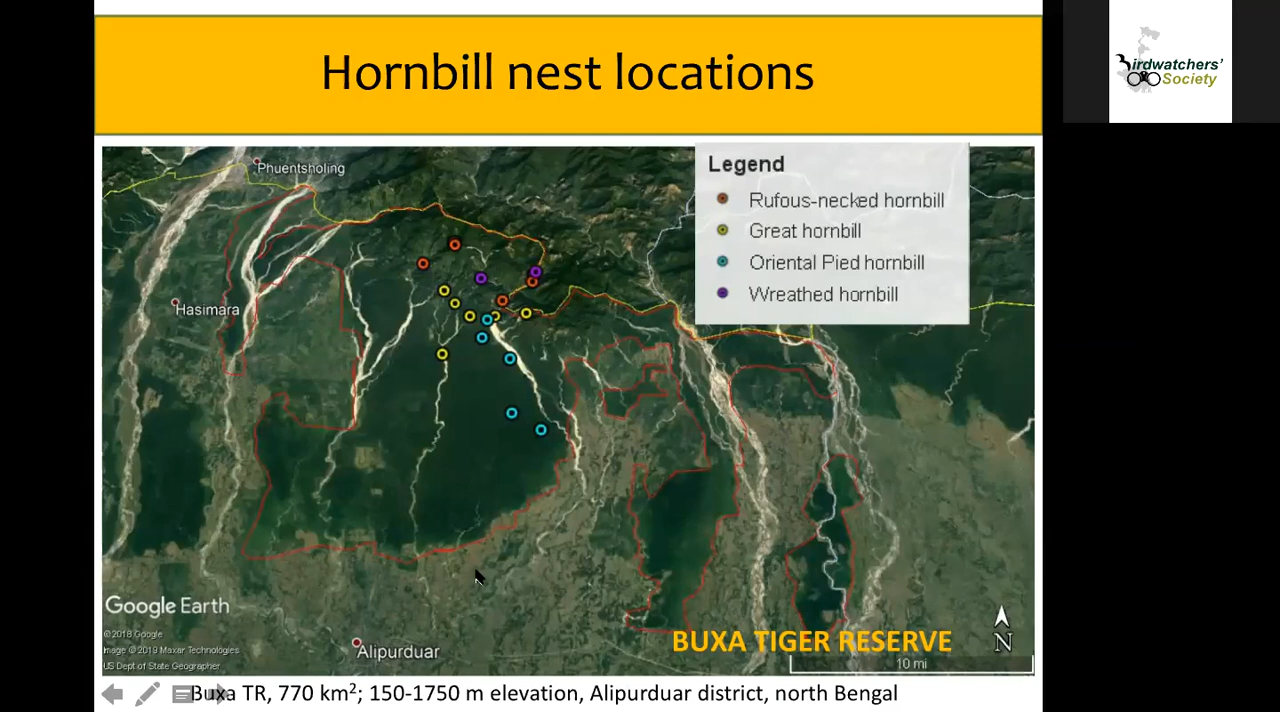 Hornbill nest locations
Birdwatchers'
Society
Phuentsholing
Hasimara
Legend
Rufous-necked hornbill
Great hornbill
Oriental Pied hornbill
Wreathed hornbill
Google Earth
©2018 Google
Image © 2019 Maxar Technologies
US Dept of State Geographer
Alipurduar
BUXA TIGER RESERVE
N
10 mi
Buxa TR, 770 km²; 150-1750 m elevation, Alipurduar district, north Bengal